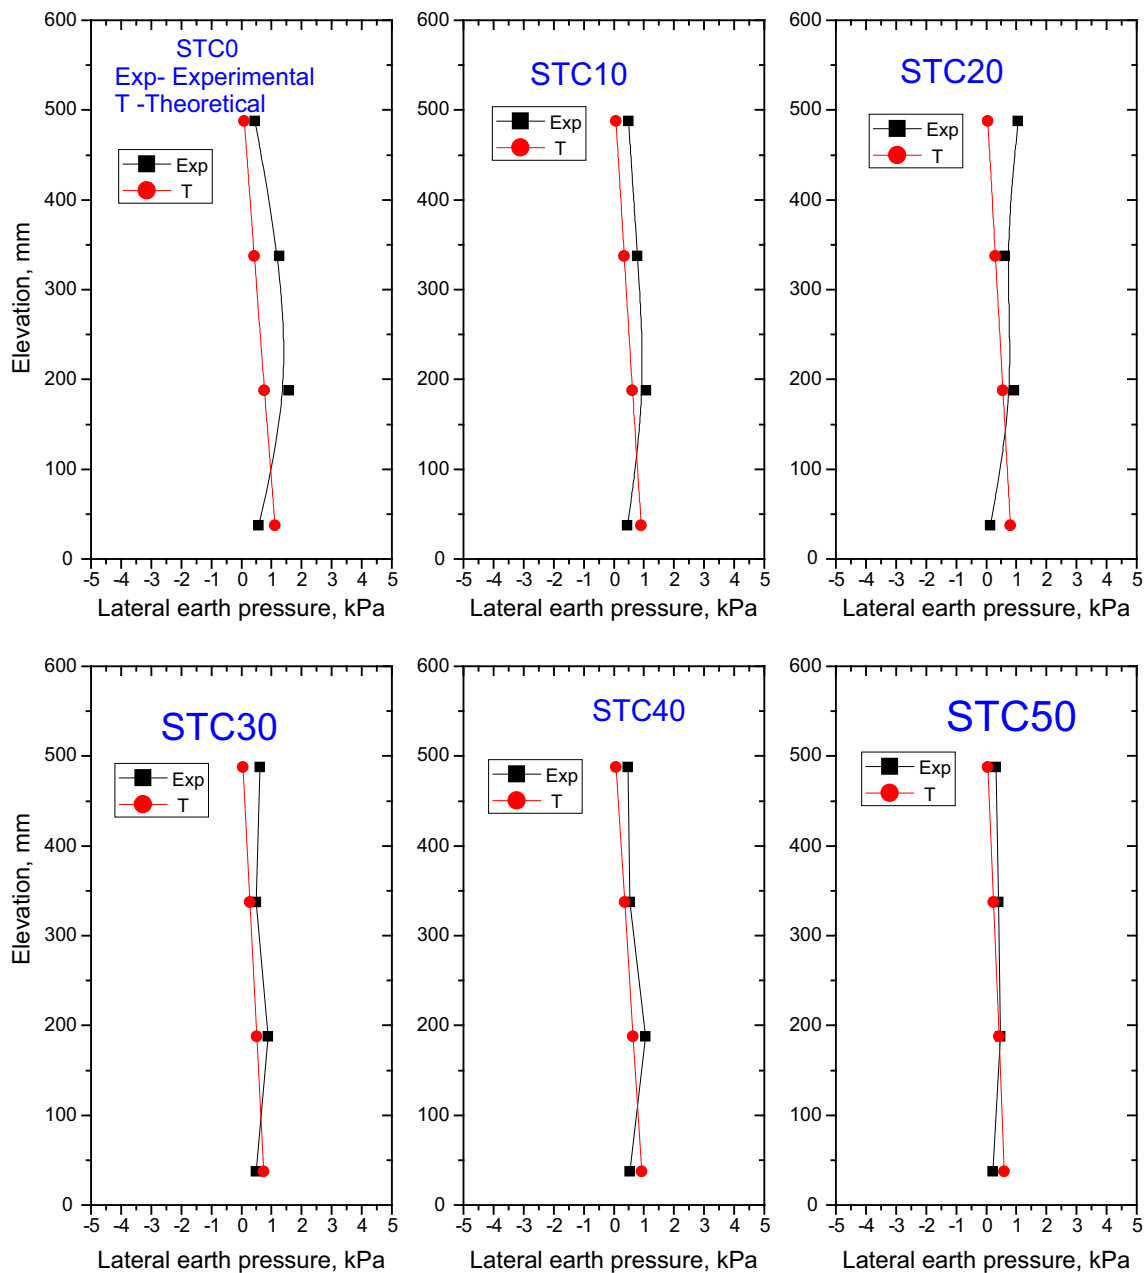 STC0
Exp- Experimental
T -Theoretical
Exp
T
600
500
400
300
200
100
0
Elevation, mm
-5 -4 -3 -2 -1 0 1 2 3 4 5
Lateral earth pressure, kPa
STC10
Exp
T
600
500
400
300
200
100
0
-5 -4 -3 -2 -1 0 1 2 3 4 5
Lateral earth pressure, kPa
STC20
Exp
T
600
500
400
300
200
100
0
-5 -4 -3 -2 -1 0 1 2 3 4 5
Lateral earth pressure, kPa
STC30
Exp
T
600
500
400
300
200
100
0
Elevation, mm
-5 -4 -3 -2 -1 0 1 2 3 4 5
Lateral earth pressure, kPa
STC40
Exp
T
600
500
400
300
200
100
0
-5 -4 -3 -2 -1 0 1 2 3 4 5
Lateral earth pressure, kPa
STC50
Exp
T
600
500
400
300
200
100
0
-5 -4 -3 -2 -1 0 1 2 3 4 5
Lateral earth pressure, kPa